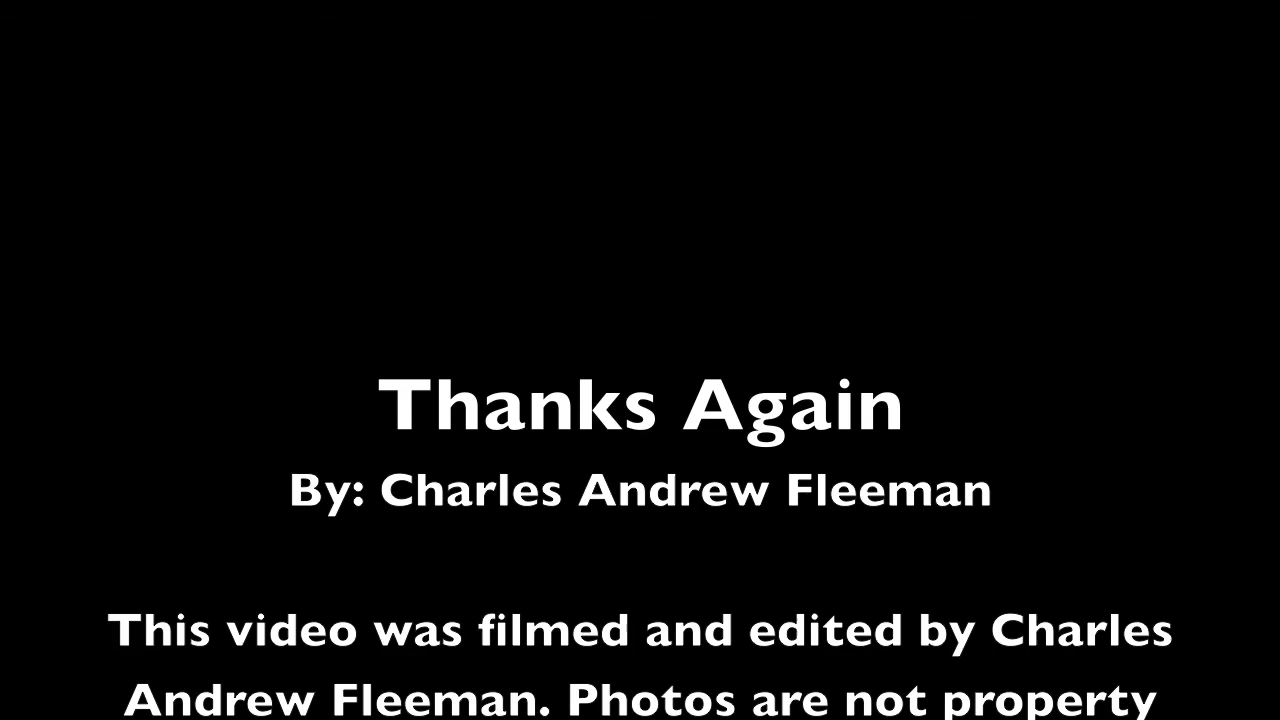 Thanks Again
By: Charles Andrew Fleeman
This video was filmed and edited by Charles
Andrew Fleeman. Photos are not property